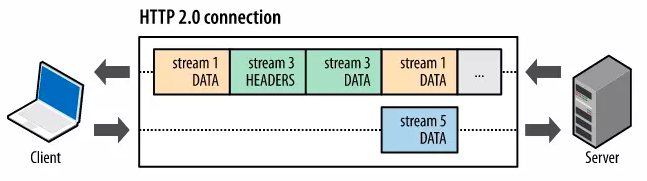 HTTP 2.0 connection
stream 1
DATA
stream 3
HEADERS
stream 3
DATA
stream 1
DATA
...
stream 5
DATA
Client
Server